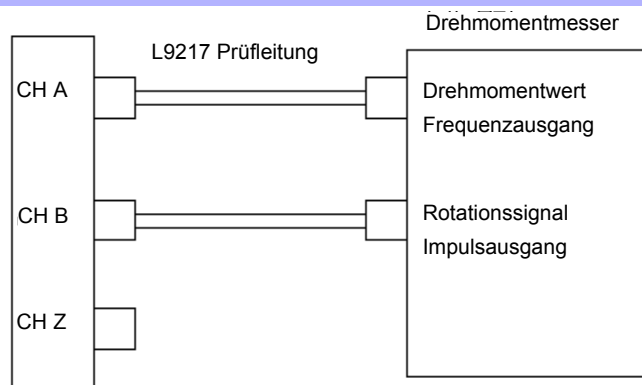 Drehmomentmesser
L9217 Prüfleitung
CH A
Drehmomentwert
Frequenzausgang
CH B
Rotationssignal
Impulsausgang
CH Z